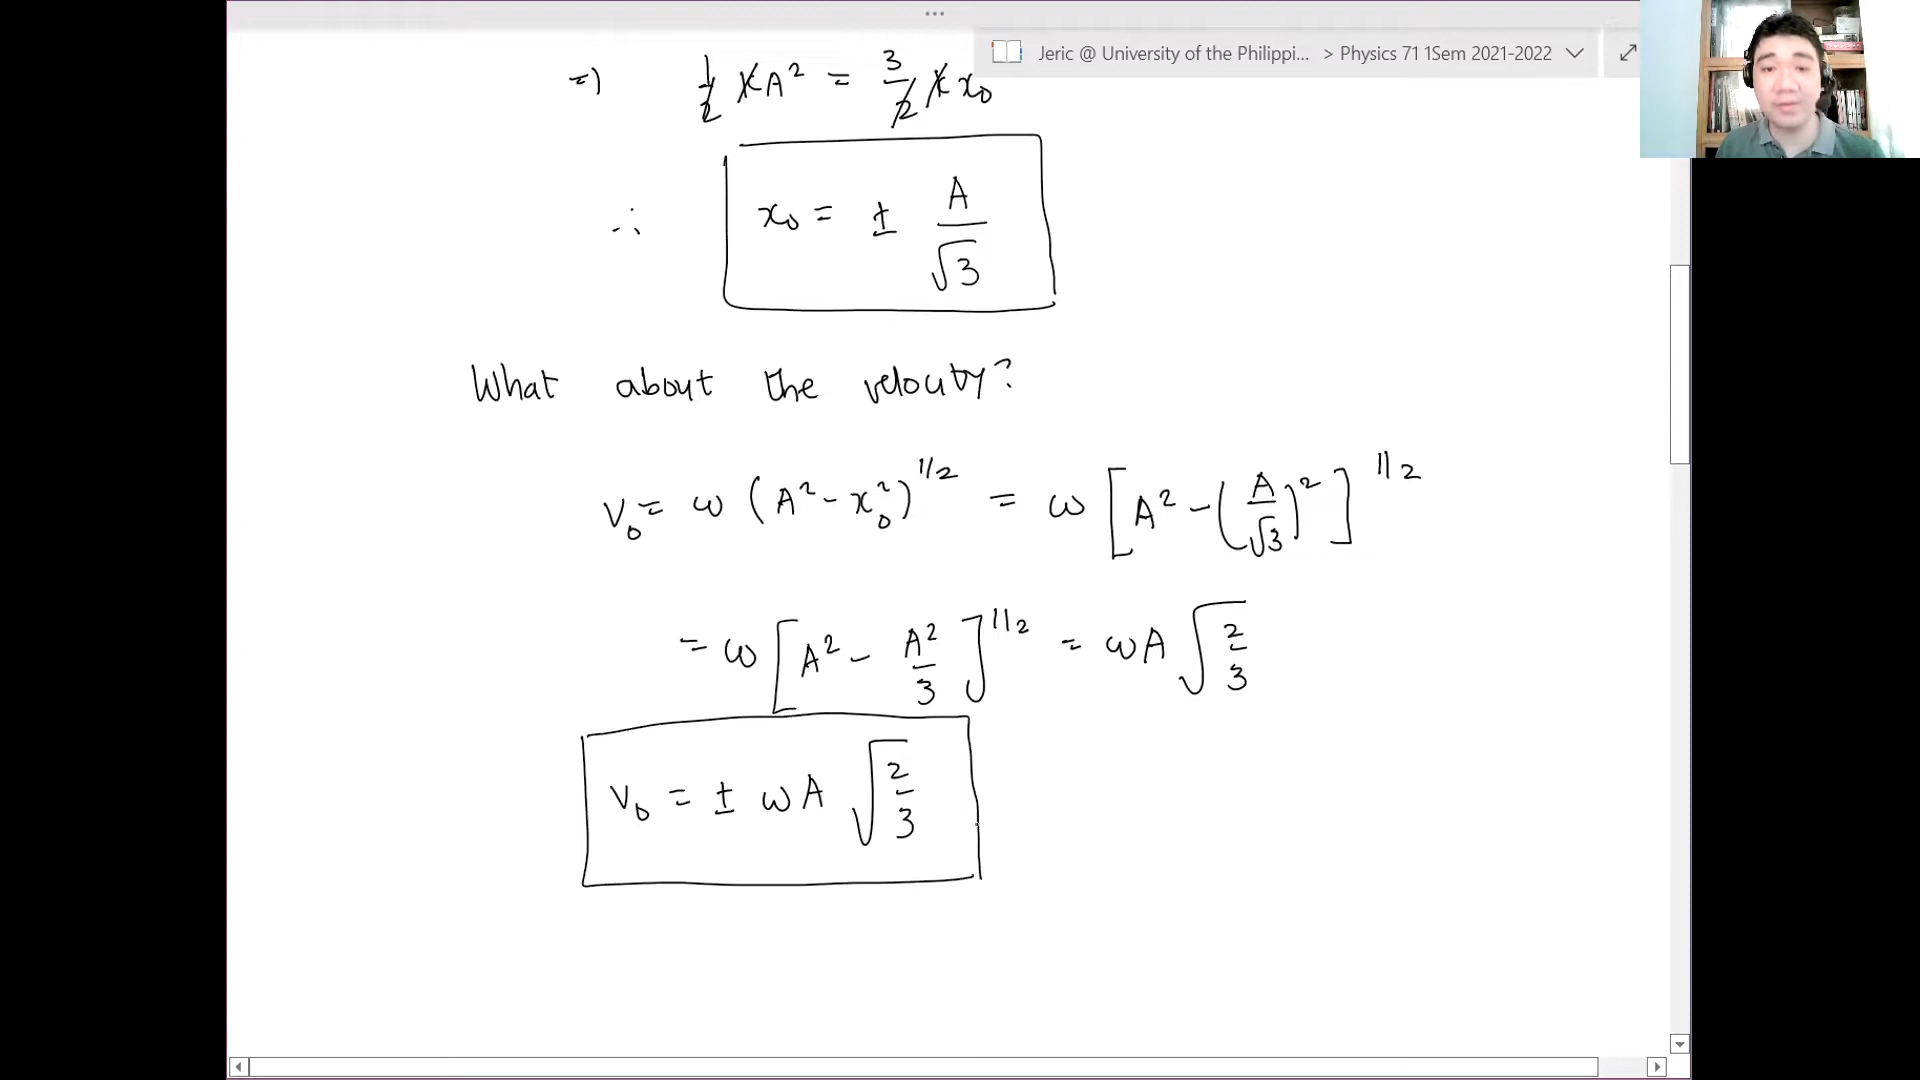 Jeric @ University of the Philippi... > Physics 71 1Sem 2021-2022
=) 1/2 kA² = 3/2 k x₀
∴ x₀ = ± A/√3
What about the velocity?
v₀ = ω (A² - x₀²)^1/2 = ω [A² - (A/√3)²]^1/2
= ω [A² - A²/3]^1/2 = ωA √2/3
v₀ = ± ωA √2/3